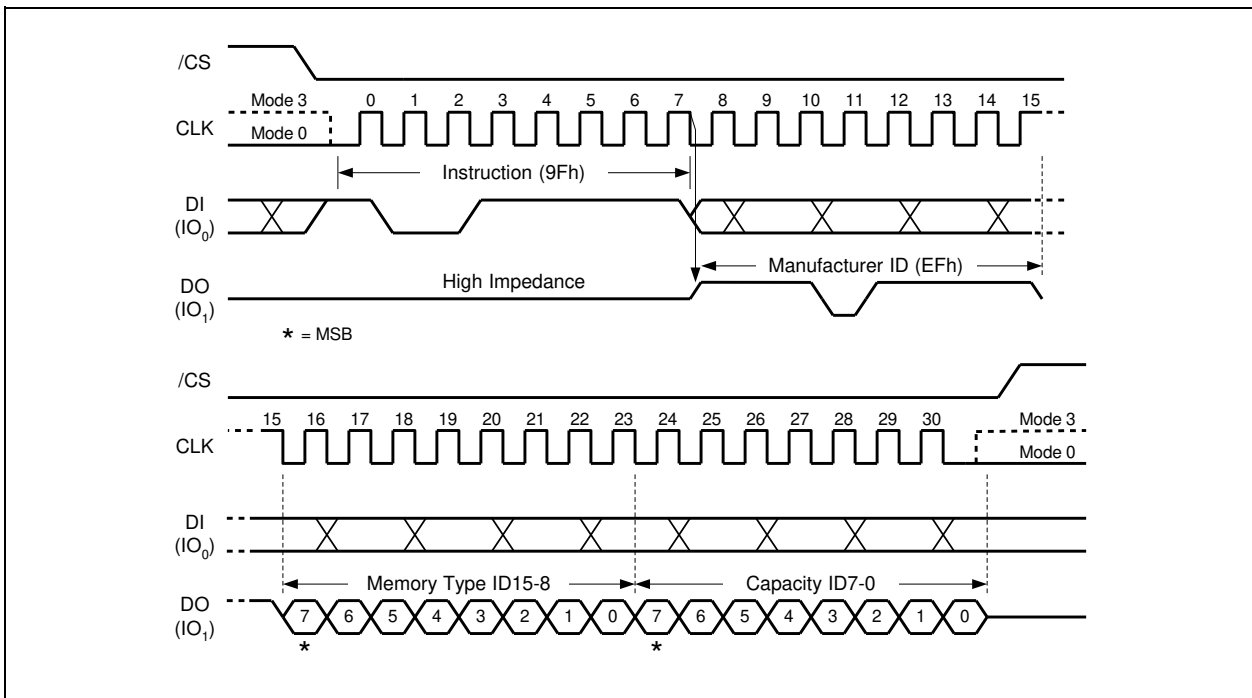 /CS
Mode 3 0 1 2 3 4 5 6 7 8 9 10 11 12 13 14 15
CLK
Mode 0
Instruction (9Fh)
DI
(IO0)
Manufacturer ID (EFh)
High Impedance
DO
(IO1)
* = MSB
/CS
15 16 17 18 19 20 21 22 23 24 25 26 27 28 29 30
Mode 3
CLK
Mode 0
DI
(IO0)
Memory Type ID15-8 Capacity ID7-0
DO
(IO1)
7 6 5 4 3 2 1 0 7 6 5 4 3 2 1 0
* *